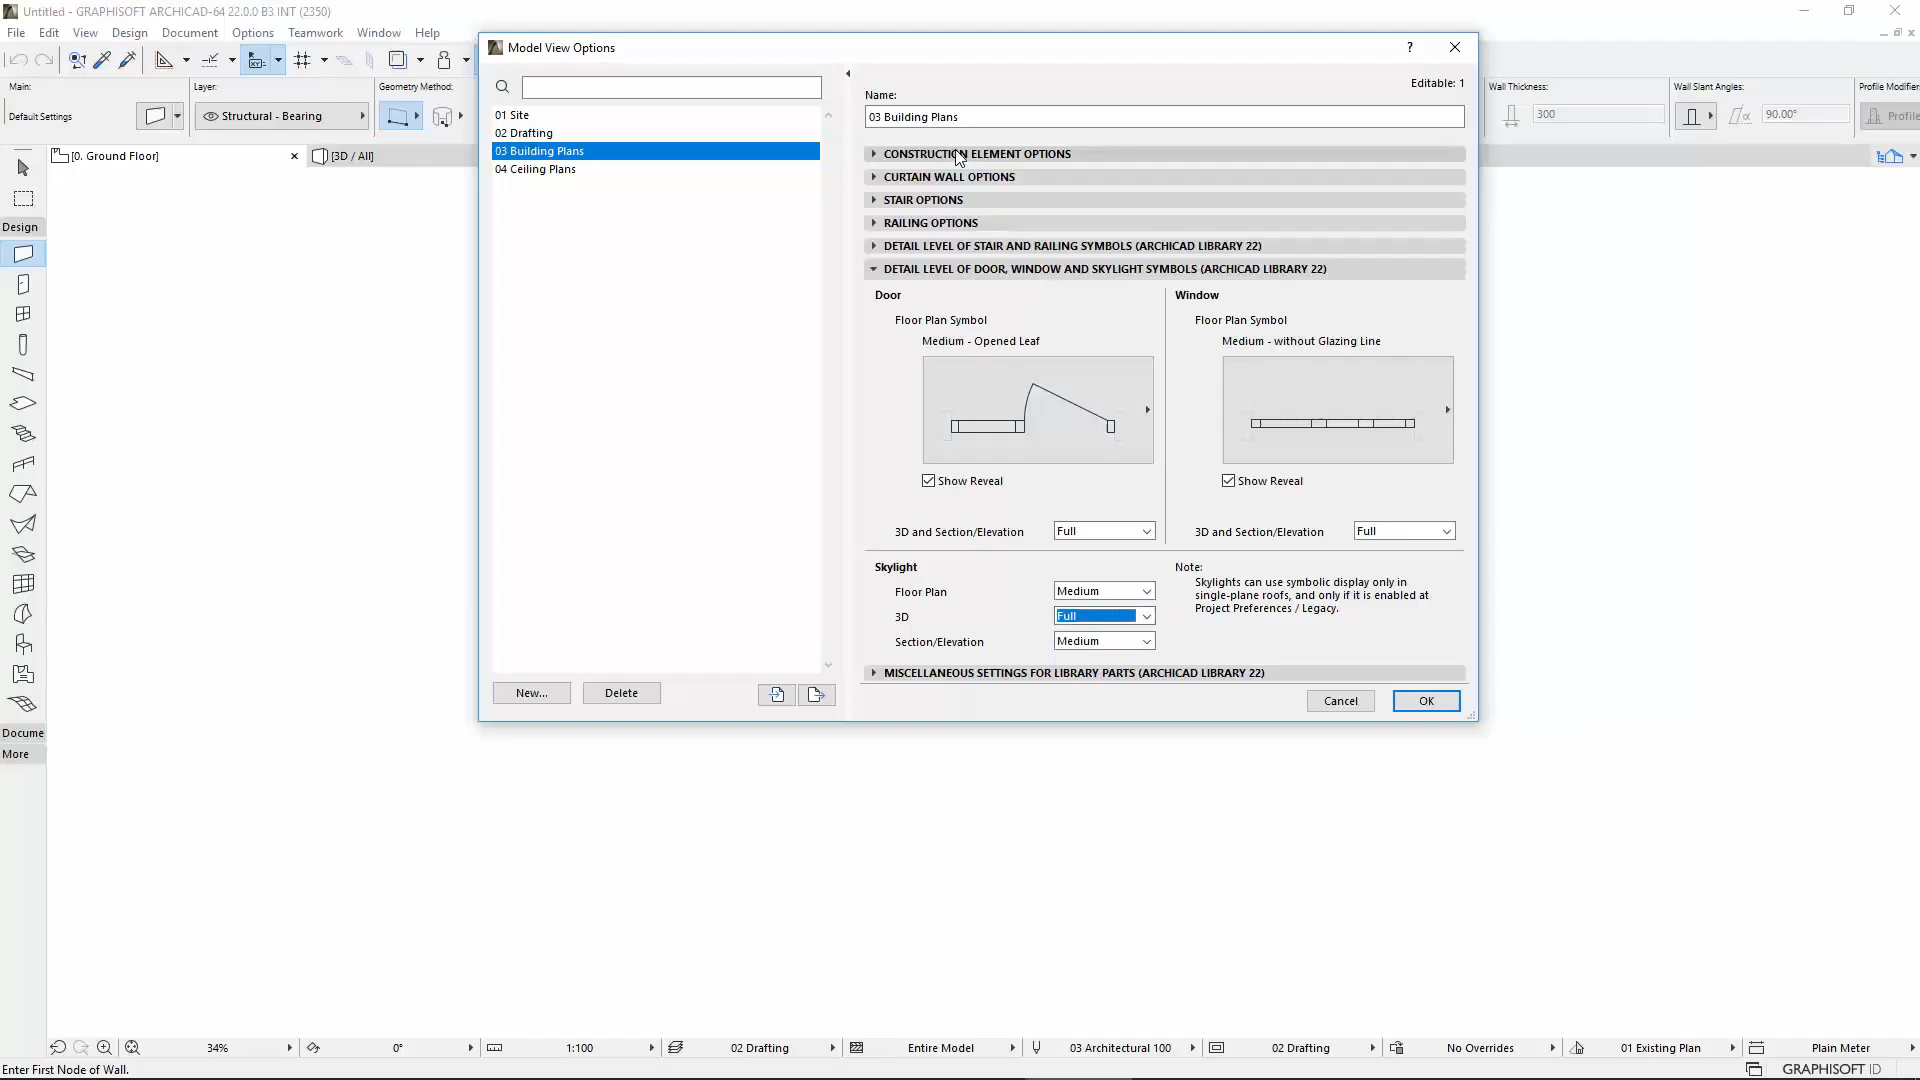 Untitled - GRAPHISOFT ARCHICAD-64 22.0.0 B3 INT (2350)
File Edit View Design Document Options Teamwork Window Help
Main:
Default Settings
Layer:
Structural - Bearing
Geometry Method:
Wall Thickness:
300
Wall Slant Angles:
90.00°
Profile Modifier
Profile
[0. Ground Floor]
[3D / All]
Design
Docume
More
Model View Options
?
01 Site
02 Drafting
03 Building Plans
04 Ceiling Plans
New...
Delete
Editable: 1
Name:
03 Building Plans
CONSTRUCTION ELEMENT OPTIONS
CURTAIN WALL OPTIONS
STAIR OPTIONS
RAILING OPTIONS
DETAIL LEVEL OF STAIR AND RAILING SYMBOLS (ARCHICAD LIBRARY 22)
DETAIL LEVEL OF DOOR, WINDOW AND SKYLIGHT SYMBOLS (ARCHICAD LIBRARY 22)
Door
Floor Plan Symbol
Medium - Opened Leaf
Show Reveal
3D and Section/Elevation Full
Window
Floor Plan Symbol
Medium - without Glazing Line
Show Reveal
3D and Section/Elevation Full
Skylight
Floor Plan Medium
3D Full
Section/Elevation Medium
Note:
Skylights can use symbolic display only in
single-plane roofs, and only if it is enabled at
Project Preferences / Legacy.
MISCELLANEOUS SETTINGS FOR LIBRARY PARTS (ARCHICAD LIBRARY 22)
Cancel
OK
34% 0° 1:100 02 Drafting Entire Model 03 Architectural 100 02 Drafting No Overrides 01 Existing Plan Plain Meter
Enter First Node of Wall.
GRAPHISOFT ID